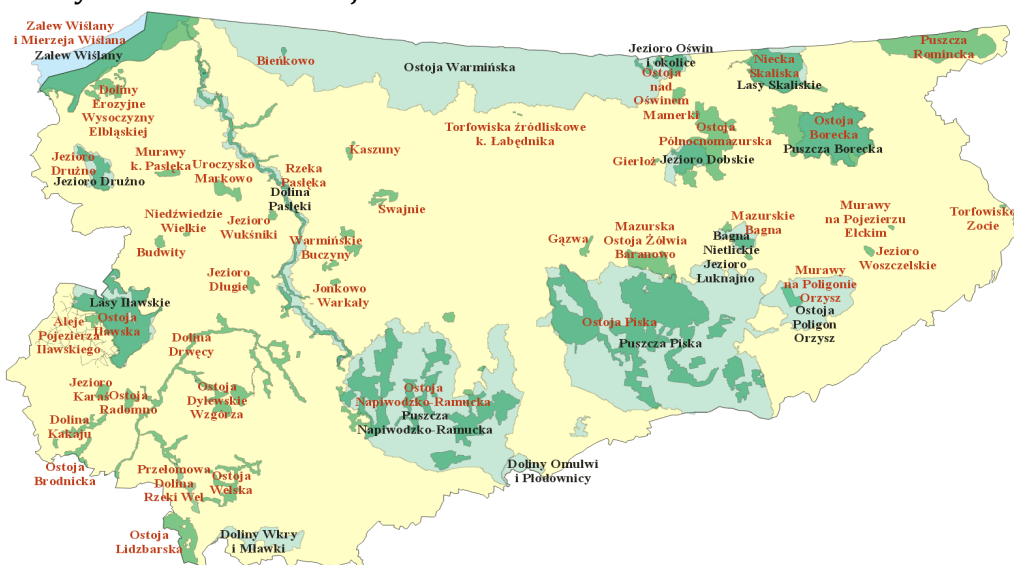 Zalew Wiślany
i Mierzeja Wiślana
Zalew Wiślany
Bieńkowo
Ostoja Warmińska
Jezioro Oświn
i okolice
Ostoja
nad
Oświnem
Mamerki
Niecka
Skaliska
Lasy Skaliskie
Puszcza
Romincka
Doliny
Erozyjne
Wysoczyzny
Elbląskiej
Torfowiska źródliskowe
k. Łabędnika
Ostoja
Północnomazurska
Gierłoż
Jezioro Dobskie
Ostoja
Borecka
Puszcza Borecka
Jezioro
Drużno
Jezioro Drużno
Murawy
k. Pasłęka
Uroczysko
Markowo
Rzeka
Pasłęka
Dolina
Pasłęki
Kaszuny
Swajnie
Niedźwiedzie
Wielkie
Budwity
Jezioro
Wukśniki
Warmińskie
Buczyny
Gązwa
Mazurska
Ostoja Żółwia
Baranowo
Mazurskie
Bagna
Bagna
Nietlickie
Jezioro
Luknajno
Murawy
na Pojezierzu
Ełckim
Torfowisko
Zocie
Jezioro
Woszczelskie
Murawy
na Poligonie
Orzysz
Ostoja
Poligon
Orzysz
Jezioro
Długie
Jonkowo
Warkały
Lasy Iławskie
Ostoja
Iławska
Aleje
Pojezierza
Iławskiego
Dolina
Drwęcy
Ostoja Piska
Puszcza Piska
Jezioro
Karaś
Ostoja
Radomno
Ostoja
Dylewskie
Wzgórza
Ostoja
Napiwodzko-Ramucka
Puszcza
Napiwodzko-Ramucka
Dolina
Kakaju
Ostoja
Brodnicka
Przełomowa
Dolina
Rzeki Wel
Ostoja
Welska
Doliny Omulwi
i Płodownicy
Ostoja
Lidzbarska
Doliny Wkry
i Mławki